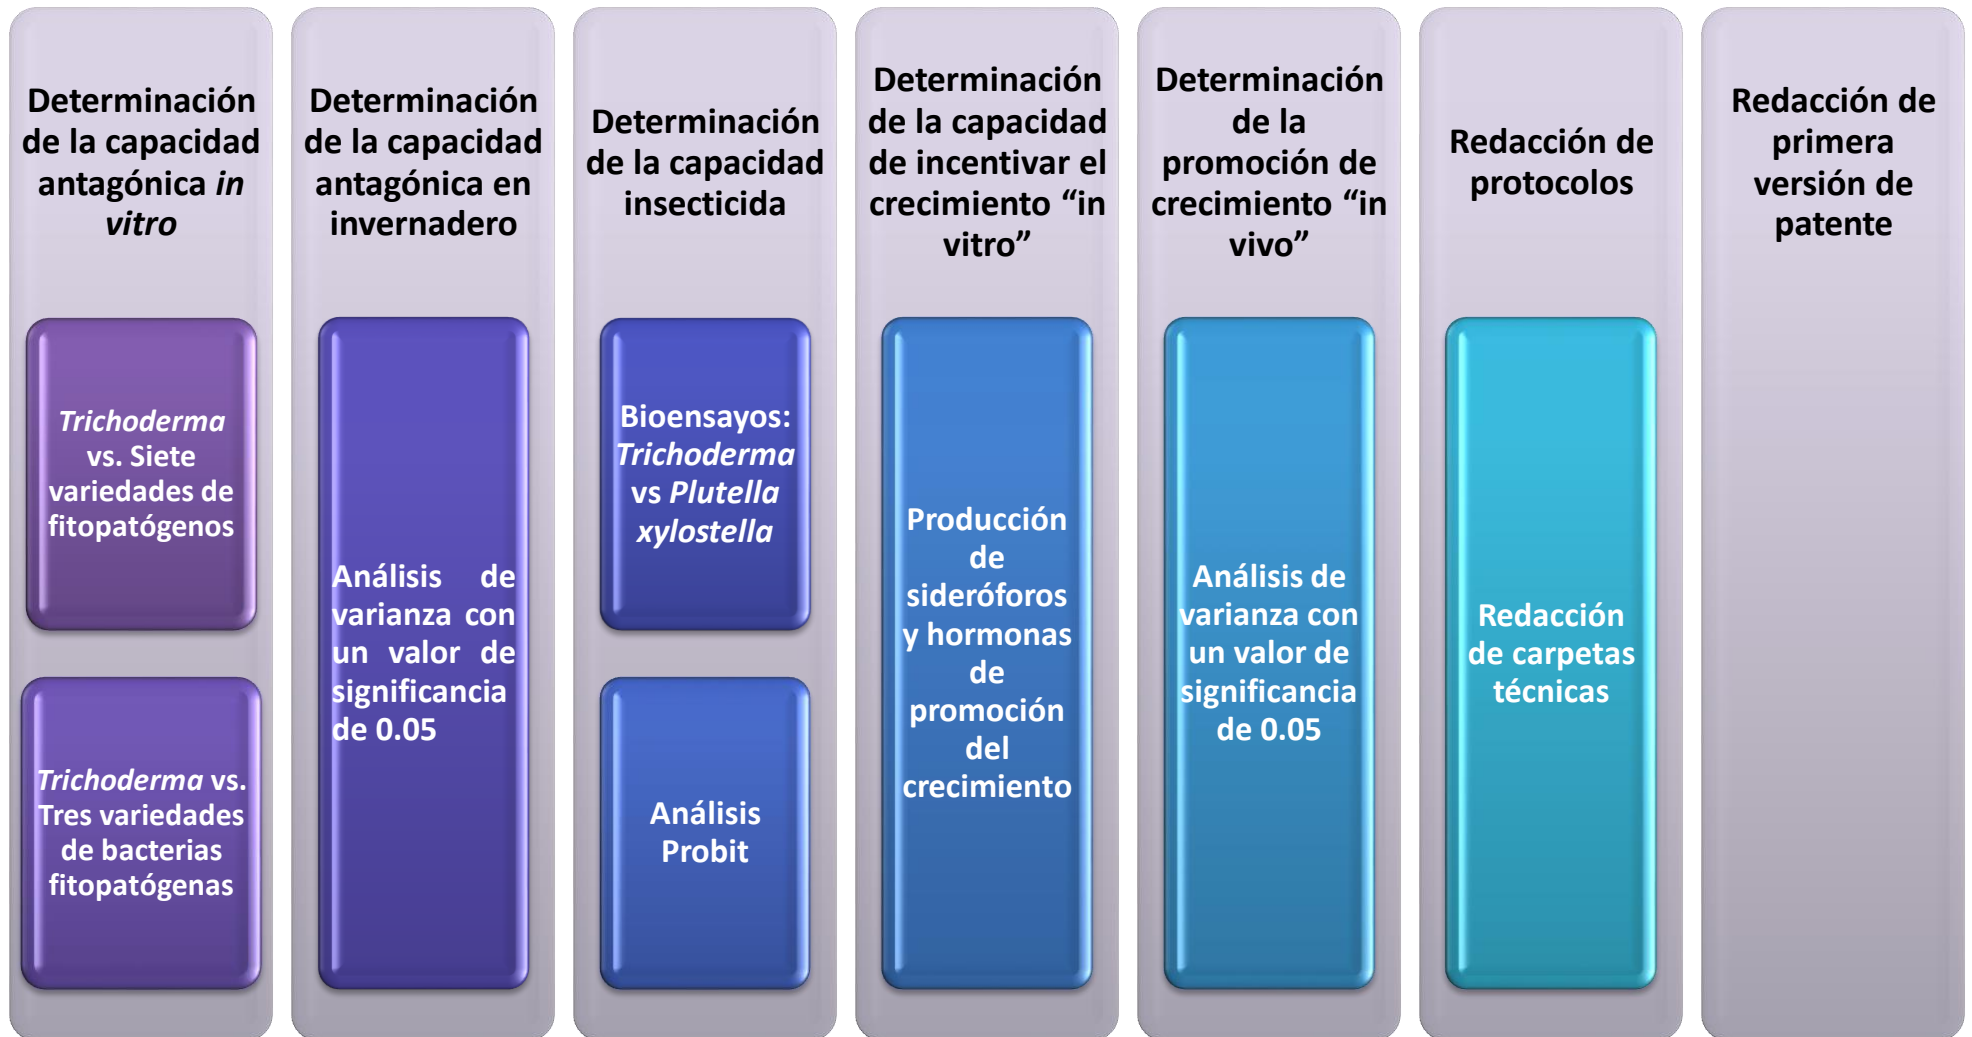 Determinación
de la capacidad
antagónica in
vitro
Trichoderma
vs. Siete
variedades de
fitopatógenos
Trichoderma vs.
Tres variedades
de bacterias
fitopatógenas
Determinación
de la capacidad
antagónica en
invernadero
Análisis de
varianza con
un valor de
significancia
de 0.05
Determinación
de la capacidad
insecticida
Bioensayos:
Trichoderma
vs Plutella
xylostella
Análisis
Probit
Determinación
de la capacidad
de incentivar el
crecimiento “in
vitro”
Producción
de
sideróforos
y hormonas
de
promoción
del
crecimiento
Determinación
de la
promoción de
crecimiento “in
vivo”
Análisis de
varianza con
un valor de
significancia
de 0.05
Redacción de
protocolos
Redacción
de carpetas
técnicas
Redacción de
primera
versión de
patente